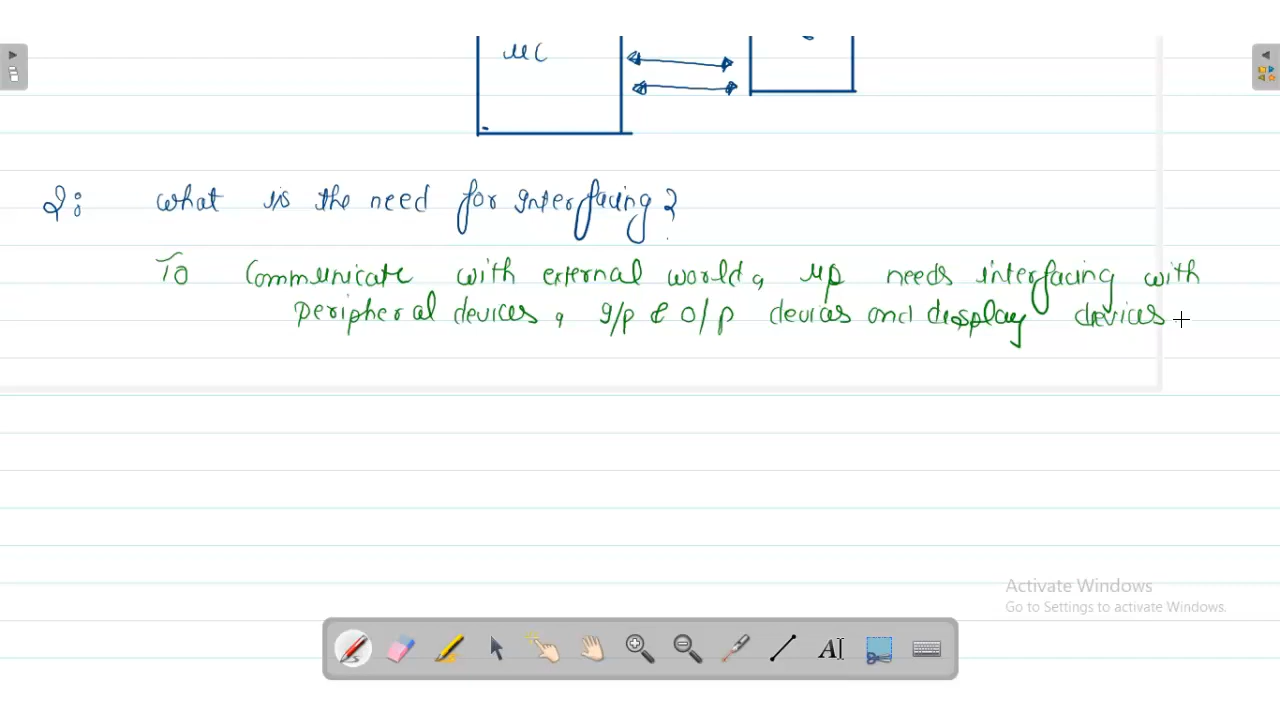 μC
Q: What is the need for Interfacing?
To Communicate with external world, μp needs interfacing with
peripheral devices, I/p & O/p devices and display devices
Activate Windows
Go to Settings to activate Windows.
AI